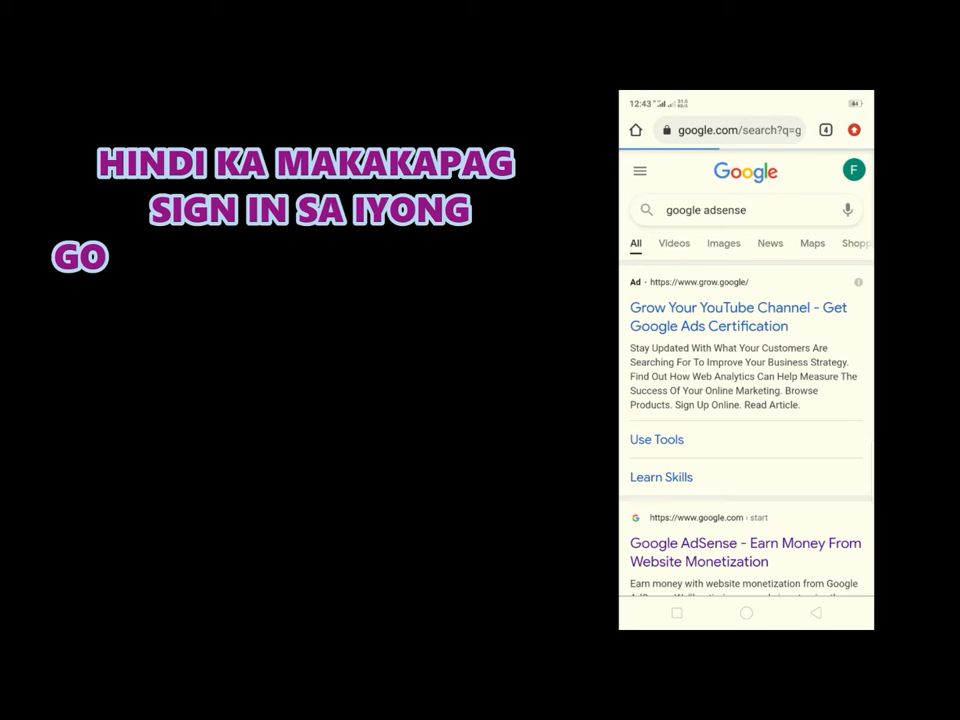 HINDI KA MAKAKAPAG
SIGN IN SA IYONG
GO
12:43
google.com/search?q=g
4
Google
F
google adsense
All Videos Images News Maps Shopp
Ad · https://www.grow.google/
Grow Your YouTube Channel - Get
Google Ads Certification
Stay Updated With What Your Customers Are
Searching For To Improve Your Business Strategy.
Find Out How Web Analytics Can Help Measure The
Success Of Your Online Marketing. Browse
Products. Sign Up Online. Read Article.
Use Tools
Learn Skills
https://www.google.com › start
Google AdSense - Earn Money From
Website Monetization
Earn money with website monetization from Google